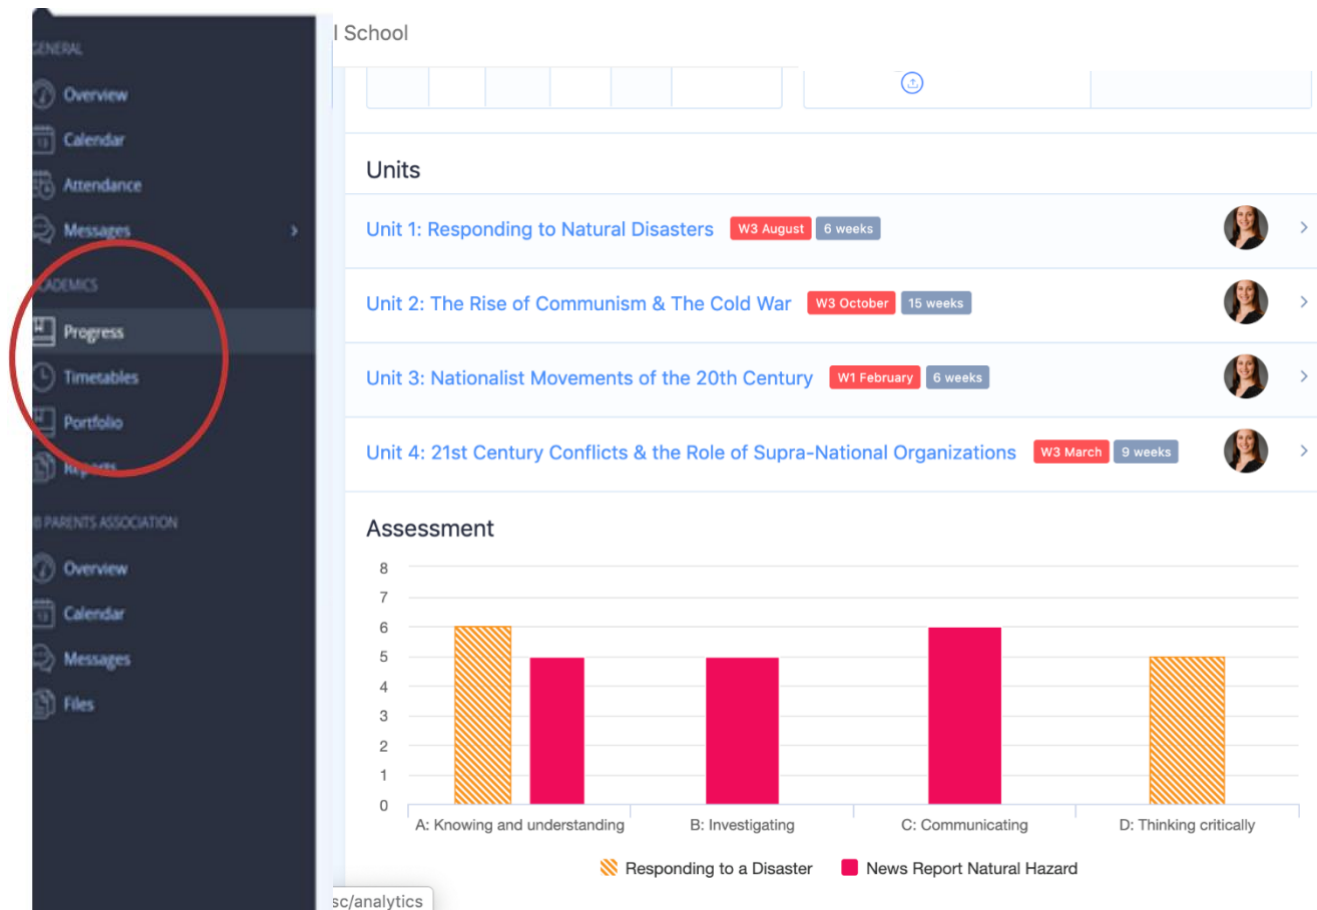 GENERAL
Overview
Calendar
Attendance
Messages
ACADEMICS
Progress
Timetables
Portfolio
Reports
PARENTS ASSOCIATION
Overview
Calendar
Messages
Files
l School
Units
Unit 1: Responding to Natural Disasters W3 August 6 weeks
Unit 2: The Rise of Communism & The Cold War W3 October 15 weeks
Unit 3: Nationalist Movements of the 20th Century W1 February 6 weeks
Unit 4: 21st Century Conflicts & the Role of Supra-National Organizations W3 March 9 weeks
Assessment
8
7
6
5
4
3
2
1
0
A: Knowing and understanding B: Investigating C: Communicating D: Thinking critically
Responding to a Disaster News Report Natural Hazard
sc/analytics